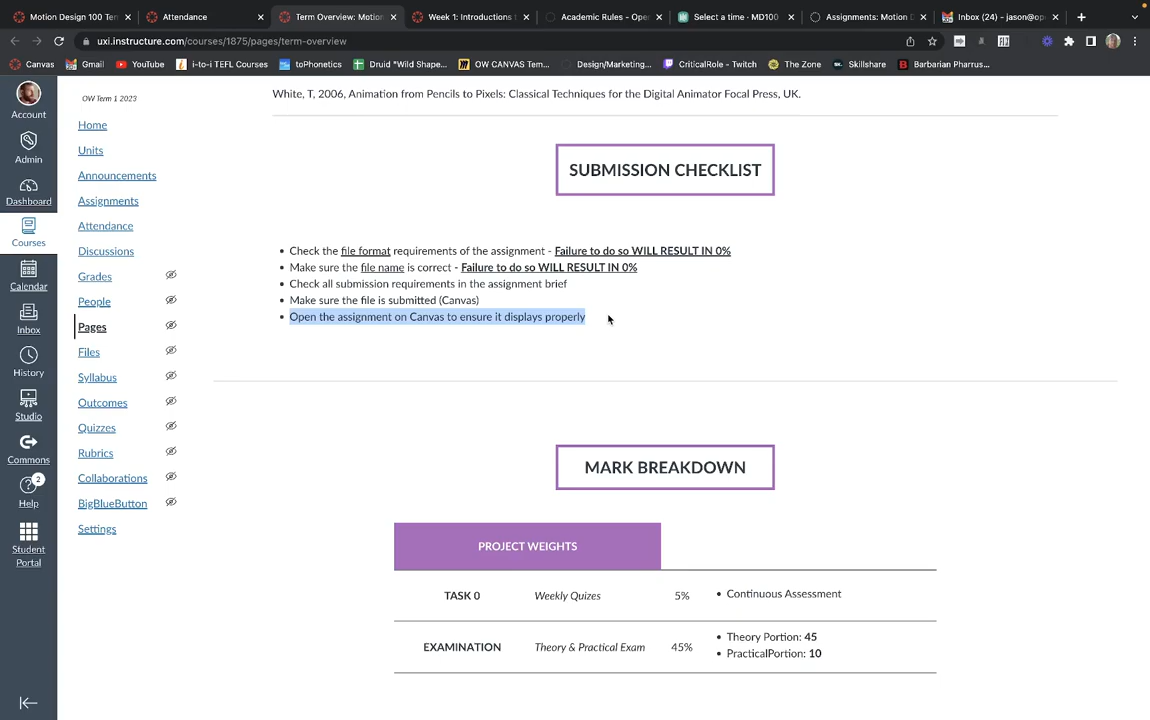 Motion Design 100 Ten
Attendance
Term Overview: Motion
Week 1: Introductions
Academic Rules - Ope
Select a time - MD100
Assignments: Motion D
Inbox (24) - jason@op
uxi.instructure.com/courses/1875/pages/term-overview
Canvas
Gmail
YouTube
i-to-i TEFL Courses
toPhonetics
Druid "Wild Shape...
OW CANVAS Tem...
Design/Marketing...
CriticalRole - Twitch
The Zone
Skillshare
Barbarian Pharrus...
Account
Admin
Dashboard
Courses
Calendar
Inbox
History
Studio
Commons
2
Help
Student
Portal
OW Term 1 2023
Home
Units
Announcements
Assignments
Attendance
Discussions
Grades
People
Pages
Files
Syllabus
Outcomes
Quizzes
Rubrics
Collaborations
BigBlueButton
Settings
White, T, 2006, Animation from Pencils to Pixels: Classical Techniques for the Digital Animator Focal Press, UK.
SUBMISSION CHECKLIST
• Check the file format requirements of the assignment - Failure to do so WILL RESULT IN 0%
• Make sure the file name is correct - Failure to do so WILL RESULT IN 0%
• Check all submission requirements in the assignment brief
• Make sure the file is submitted (Canvas)
• Open the assignment on Canvas to ensure it displays properly
MARK BREAKDOWN
PROJECT WEIGHTS
TASK 0 Weekly Quizes 5% • Continuous Assessment
EXAMINATION Theory & Practical Exam 45% • Theory Portion: 45
• PracticalPortion: 10